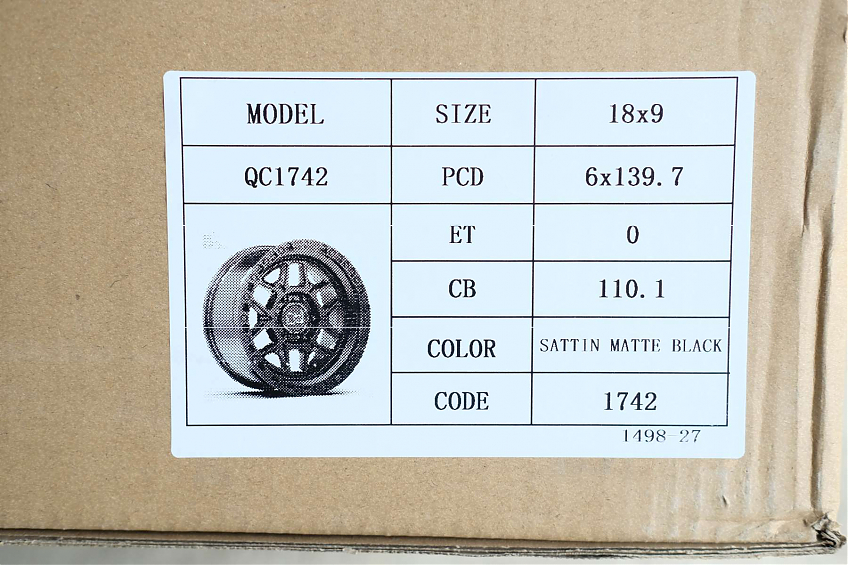 MODEL SIZE 18x9
QC1742 PCD 6x139.7
ET 0
CB 110.1
COLOR SATTIN MATTE BLACK
CODE 1742
1498-27